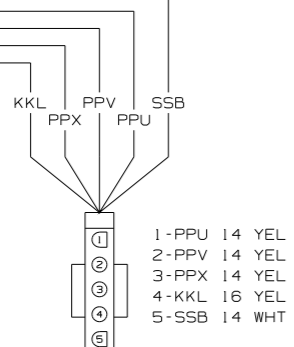 KKL PPV SSB
PPX PPU
1
2
3
4
5
1-PPU 14 YEL
2-PPV 14 YEL
3-PPX 14 YEL
4-KKL 16 YEL
5-SSB 14 WHT